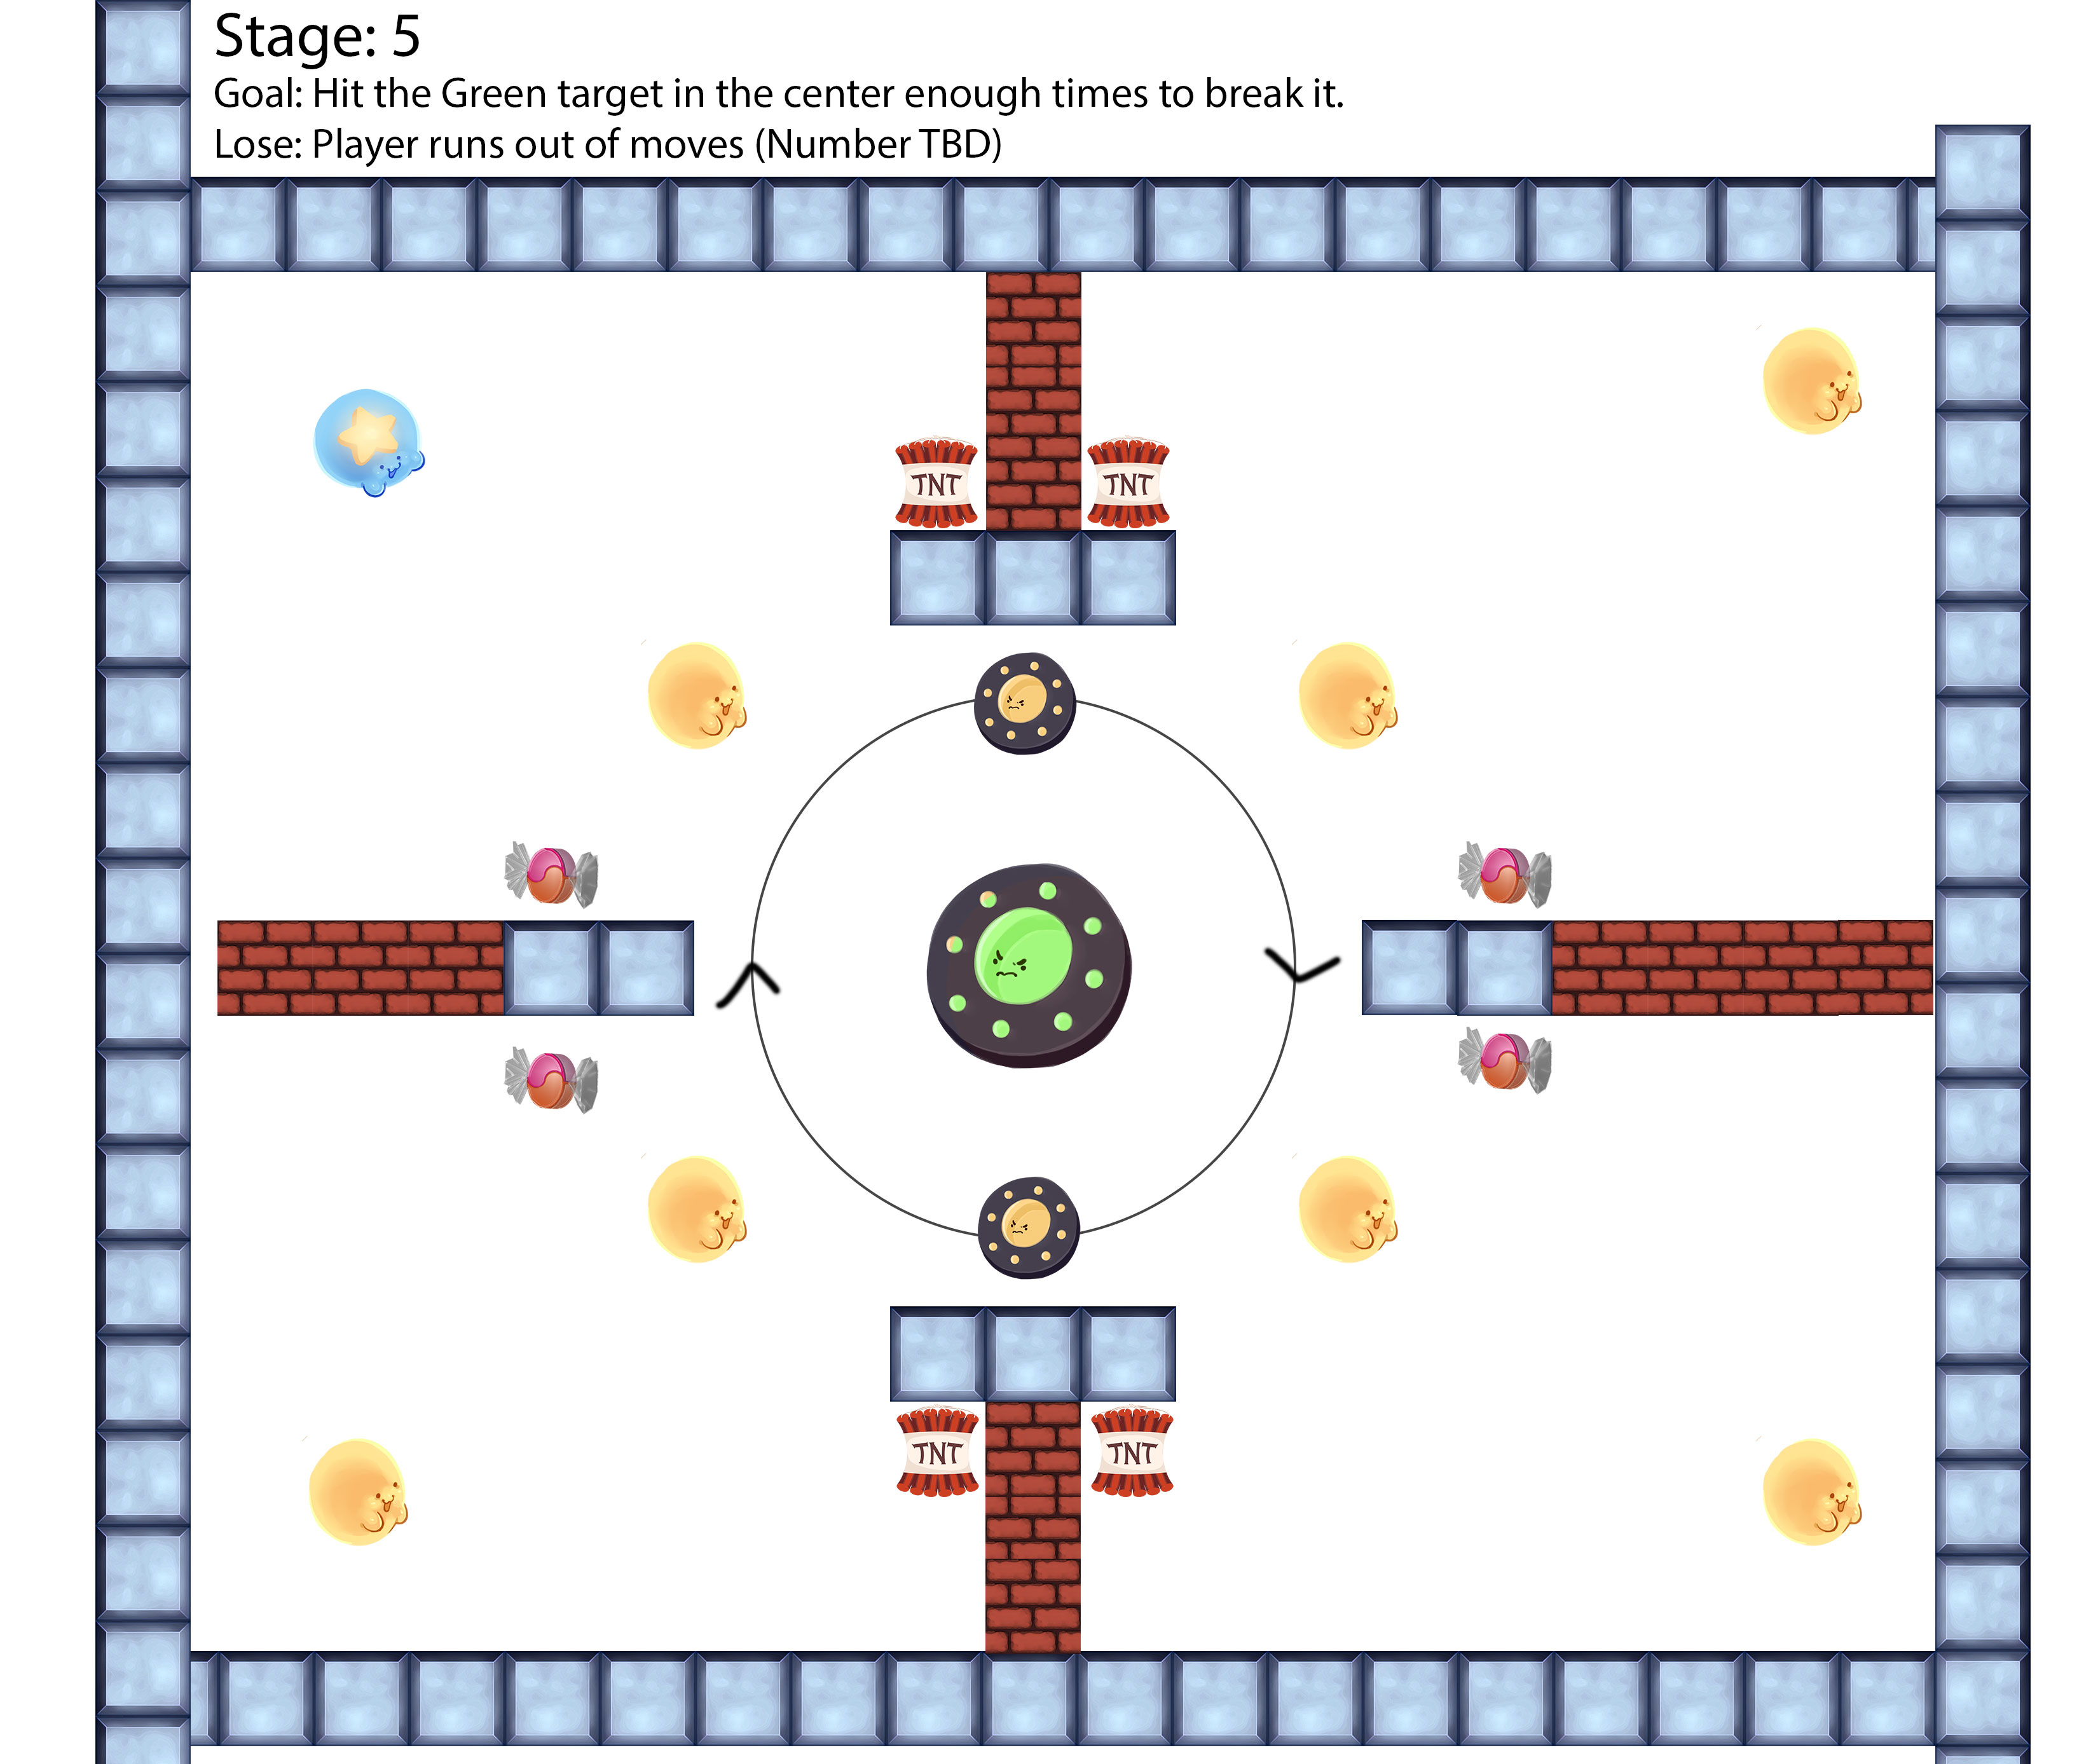 Stage: 5
Goal: Hit the Green target in the center enough times to break it.
Lose: Player runs out of moves (Number TBD)
TNT TNT
TNT TNT